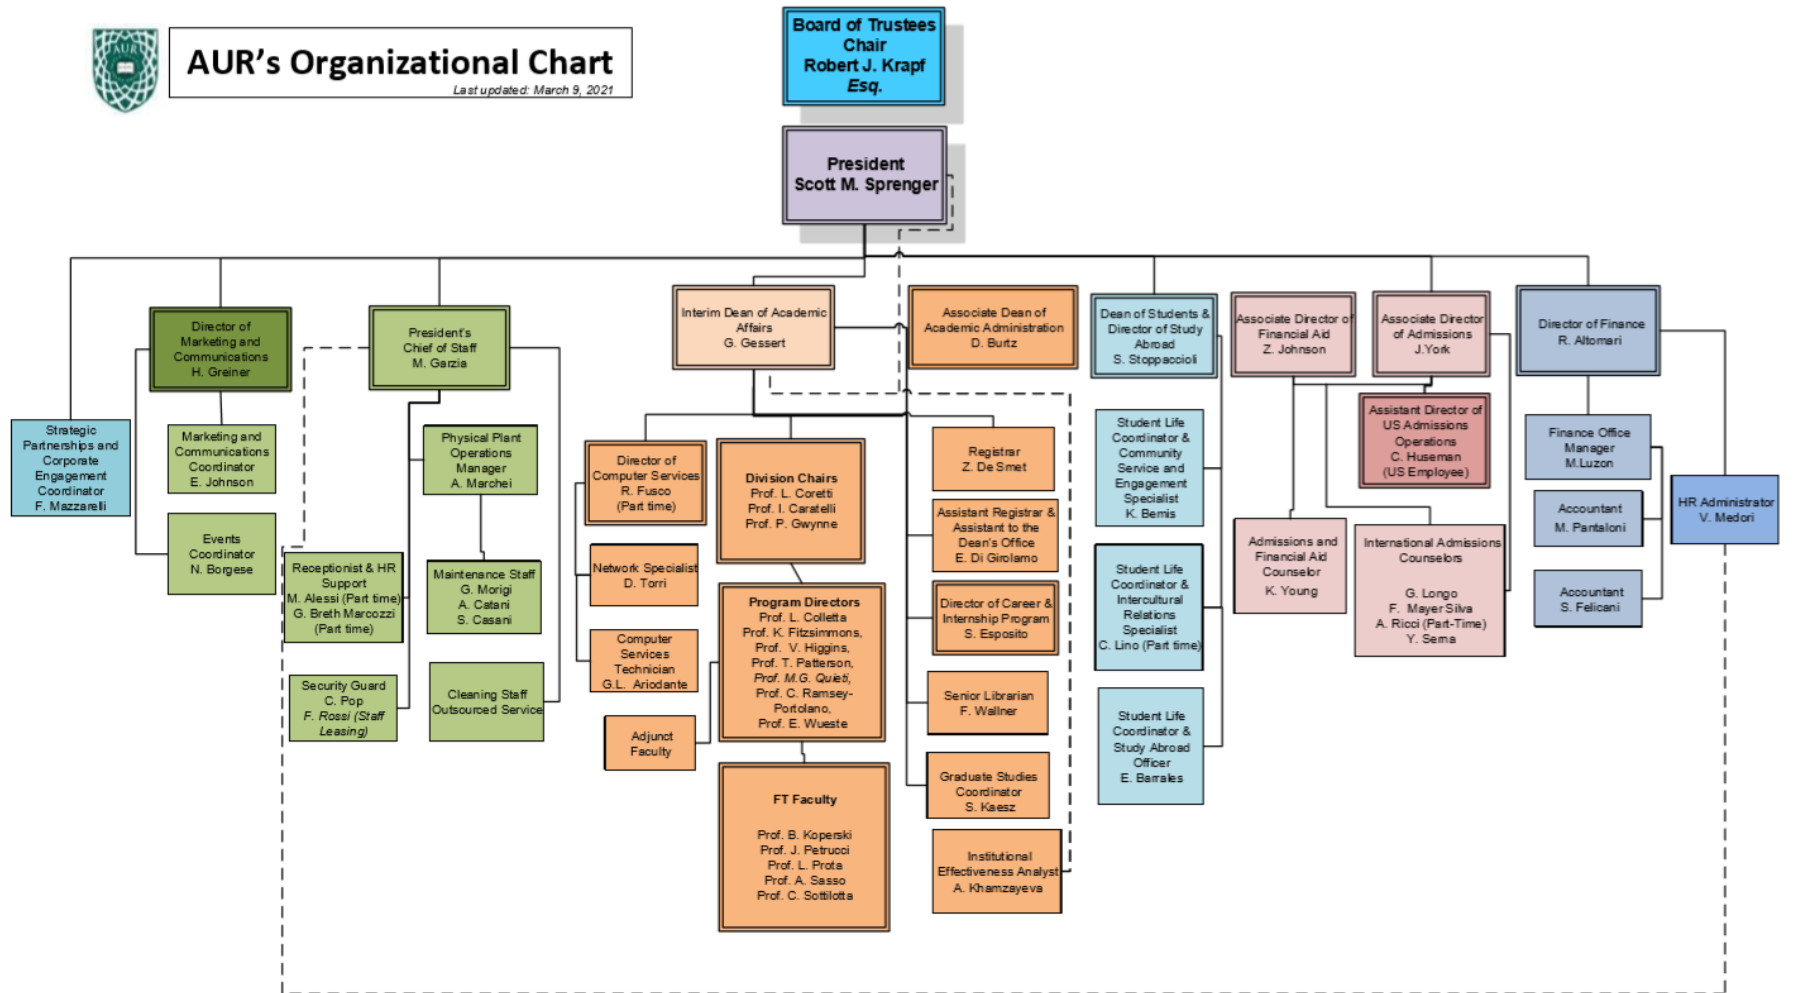 AUR
AUR's Organizational Chart
Last updated: March 9, 2021
Board of Trustees
Chair
Robert J. Krapf
Esq.
President
Scott M. Sprenger
Director of
Marketing and
Communications
H. Greiner
President's
Chief of Staff
M. Garzia
Interim Dean of Academic
Affairs
G. Gessert
Associate Dean of
Academic Administration
D. Burtz
Dean of Students &
Director of Study
Abroad
S. Stoppaccioli
Associate Director of
Financial Aid
Z. Johnson
Associate Director
of Admissions
J.York
Director of Finance
R. Altomari
Strategic
Partnerships and
Corporate
Engagement
Coordinator
F. Mazzarelli
Marketing and
Communications
Coordinator
E. Johnson
Events
Coordinator
N. Borgese
Physical Plant
Operations
Manager
A. Marchei
Receptionist & HR
Support
M. Alessi (Part time)
G. Breth Marcozzi
(Part time)
Maintenance Staff
G. Morigi
A. Catani
S. Casani
Security Guard
C. Pop
F. Rossi (Staff
Leasing)
Cleaning Staff
Outsourced Service
Director of
Computer Services
R. Fusco
(Part time)
Network Specialist
D. Torri
Computer
Services
Technician
G.L. Ariodante
Adjunct
Faculty
Division Chairs
Prof. L. Coretti
Prof. I. Caratelli
Prof. P. Gwynne
Program Directors
Prof. L. Colletta
Prof. K. Fitzsimmons,
Prof. V. Higgins,
Prof. T. Patterson,
Prof. M.G. Quieti,
Prof. C. Ramsey-
Portolano,
Prof. E. Wueste
FT Faculty
Prof. B. Koperski
Prof. J. Petrucci
Prof. L. Prota
Prof. A. Sasso
Prof. C. Sottilotta
Registrar
Z. De Smet
Assistant Registrar &
Assistant to the
Dean's Office
E. Di Girolamo
Director of Career &
Internship Program
S. Esposito
Senior Librarian
F. Wallner
Graduate Studies
Coordinator
S. Kaesz
Institutional
Effectiveness Analyst
A. Khamzayeva
Student Life
Coordinator &
Community
Service and
Engagement
Specialist
K. Bemis
Student Life
Coordinator &
Intercultural
Relations
Specialist
C. Lino (Part time)
Student Life
Coordinator &
Study Abroad
Officer
E. Barrales
Assistant Director of
US Admissions
Operations
C. Huseman
(US Employee)
Admissions and
Financial Aid
Counselor
K. Young
International Admissions
Counselors
G. Longo
F. Mayer Silva
A. Ricci (Part-Time)
Y. Serna
Finance Office
Manager
M.Luzon
Accountant
M. Pantaloni
Accountant
S. Felicani
HR Administrator
V. Medori